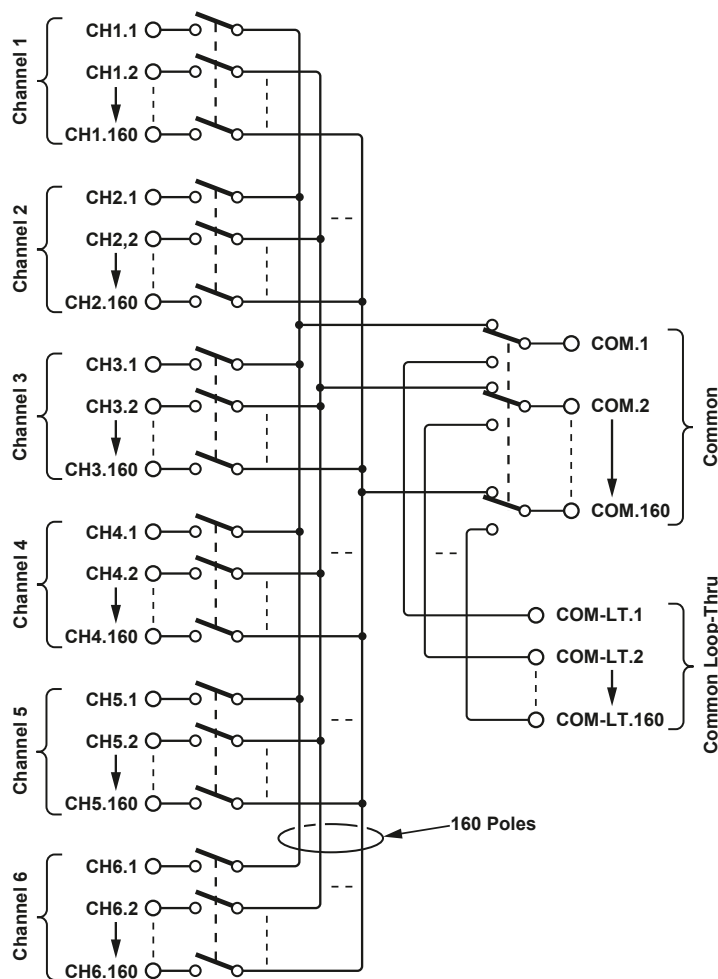 Channel 1
CH1.1
CH1.2
CH1.160
Channel 2
CH2.1
CH2,2
CH2.160
Channel 3
CH3.1
CH3.2
CH3.160
Channel 4
CH4.1
CH4.2
CH4.160
Channel 5
CH5.1
CH5.2
CH5.160
Channel 6
CH6.1
CH6.2
CH6.160
160 Poles
COM.1
COM.2
COM.160
Common
COM-LT.1
COM-LT.2
COM-LT.160
Common Loop-Thru